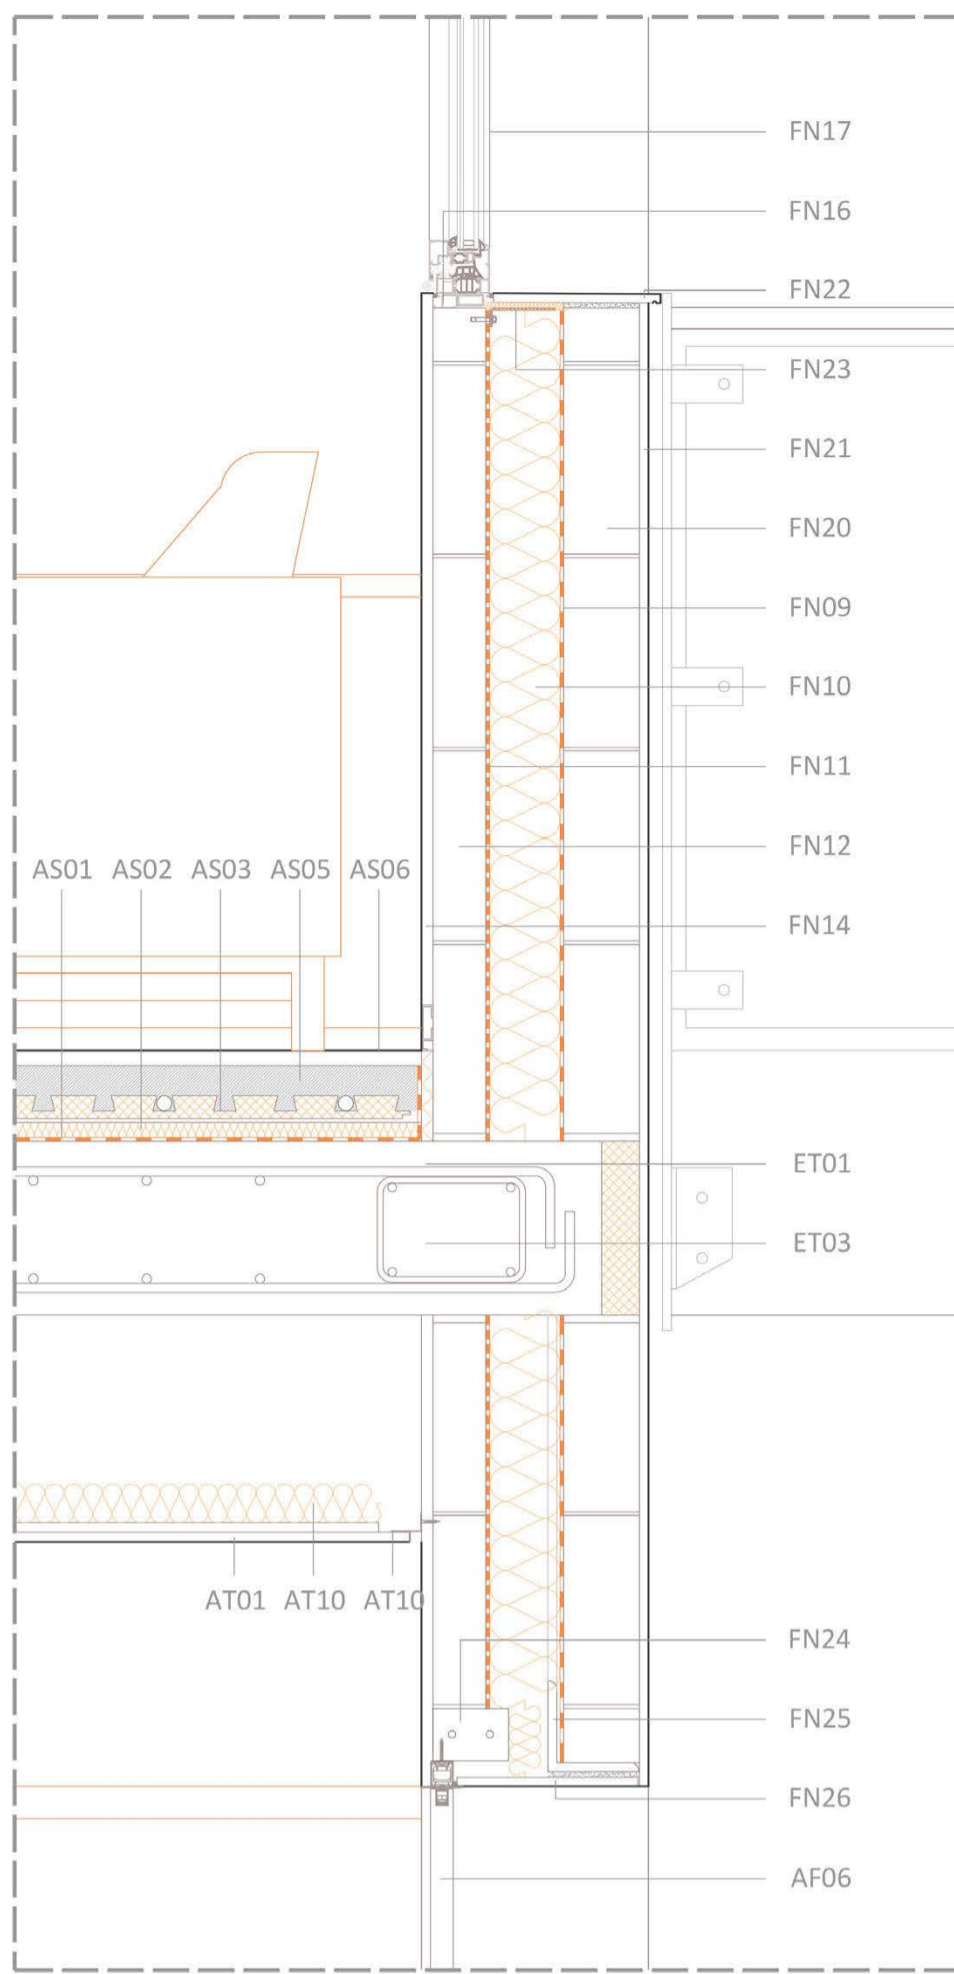 FN17
FN16
FN22
FN23
FN21
FN20
FN09
FN10
FN11
FN12
AS01 AS02 AS03 AS05 AS06
FN14
ET01
ET03
AT01 AT10 AT10
FN24
FN25
FN26
AF06